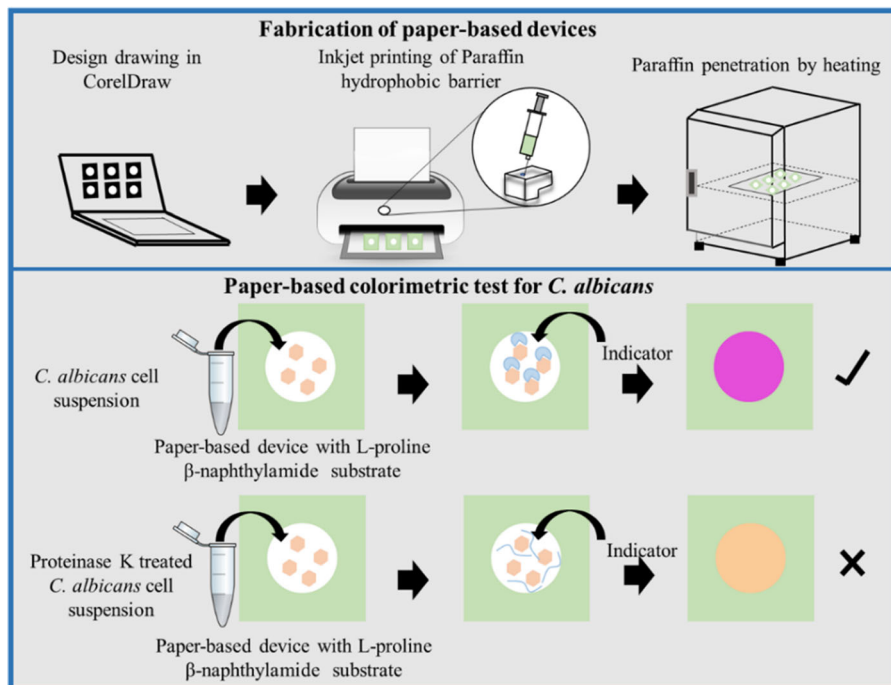 Fabrication of paper-based devices
Design drawing in
CorelDraw
Inkjet printing of Paraffin
hydrophobic barrier
Paraffin penetration by heating
Paper-based colorimetric test for C. albicans
C. albicans cell
suspension
Indicator
Paper-based device with L-proline
β-naphthylamide substrate
Proteinase K treated
C. albicans cell
suspension
Indicator
Paper-based device with L-proline
β-naphthylamide substrate